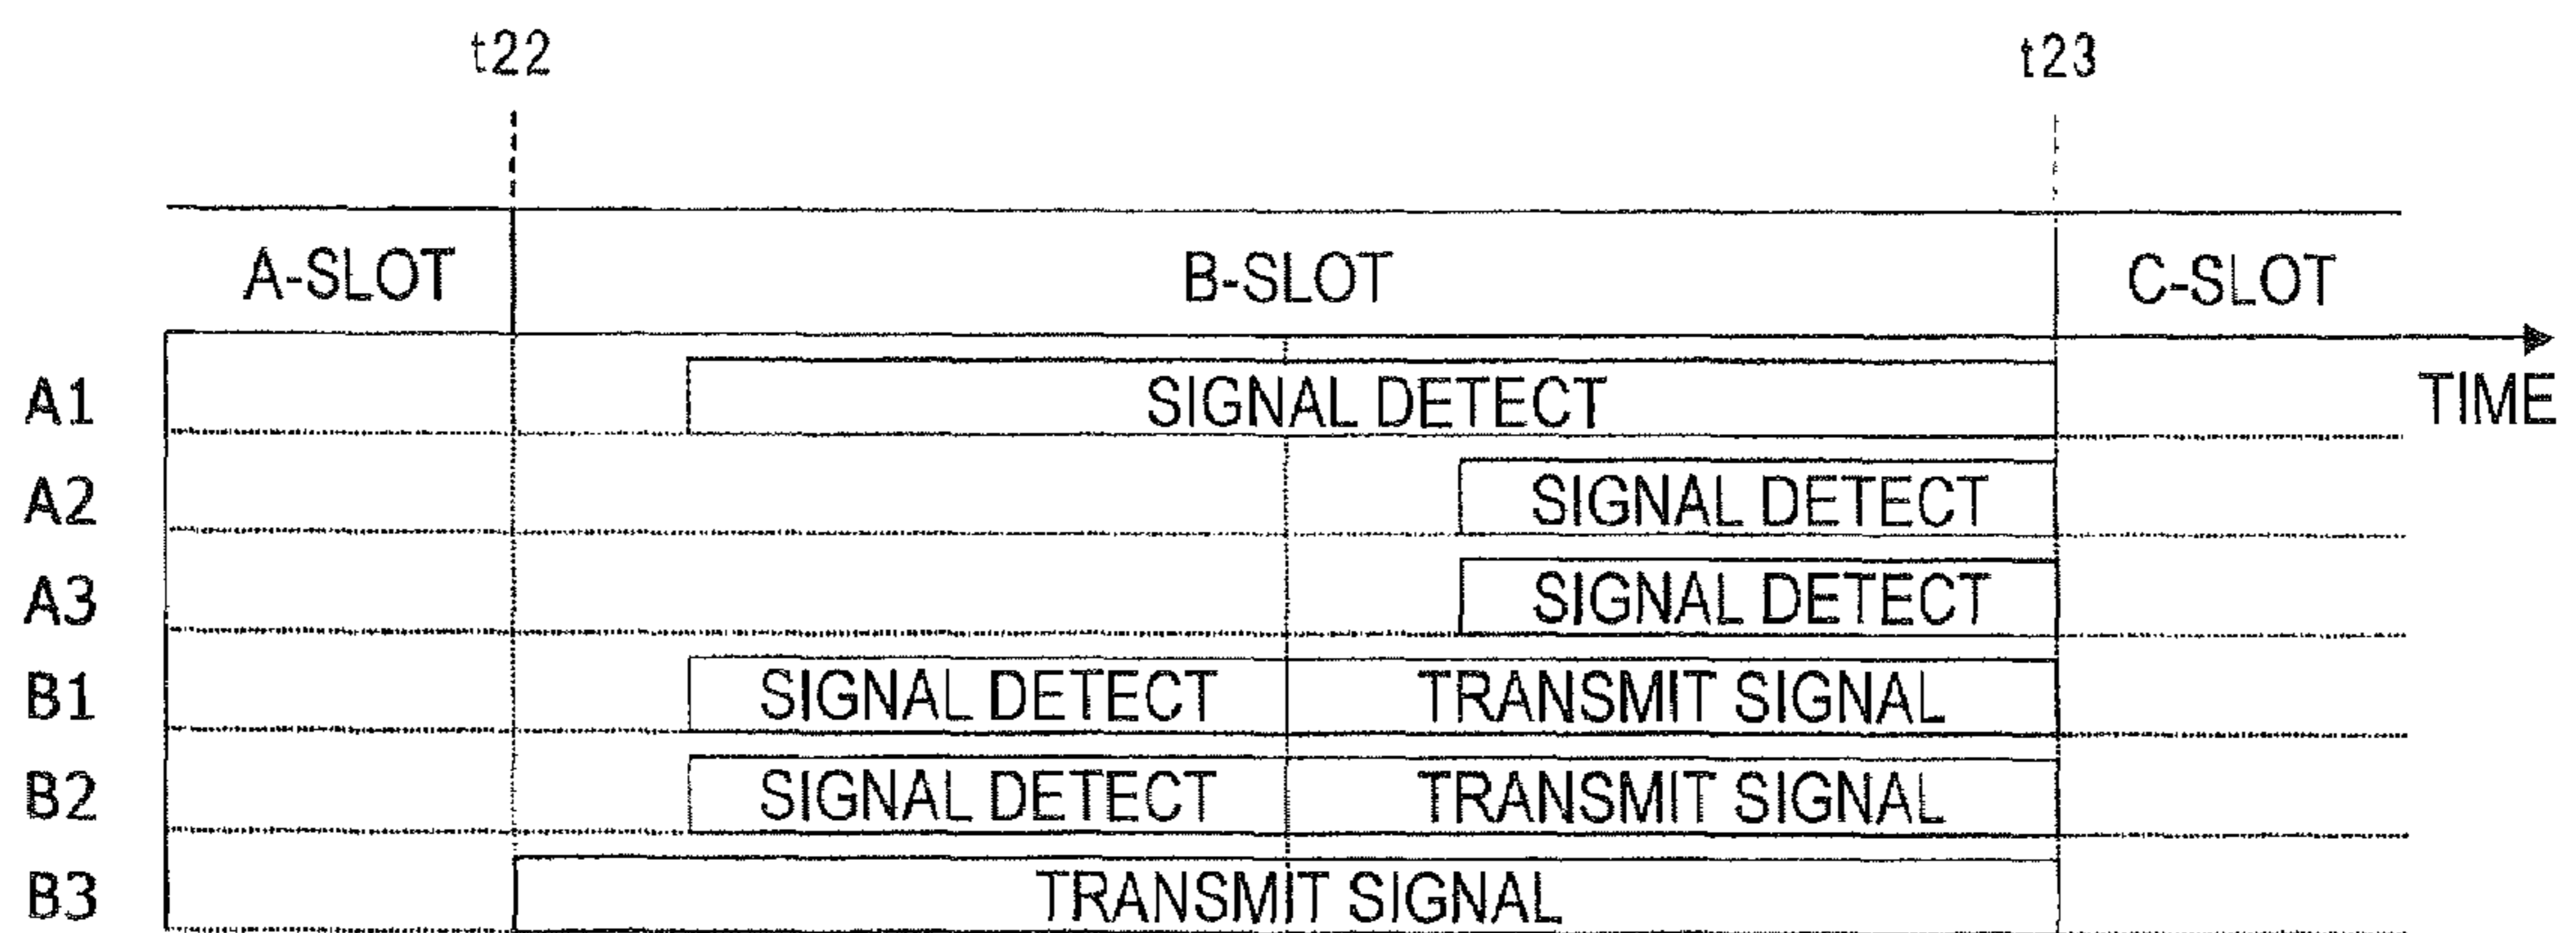 t22 t23
A-SLOT B-SLOT C-SLOT
TIME
A1 SIGNAL DETECT
A2 SIGNAL DETECT
A3 SIGNAL DETECT
B1 SIGNAL DETECT TRANSMIT SIGNAL
B2 SIGNAL DETECT TRANSMIT SIGNAL
B3 TRANSMIT SIGNAL